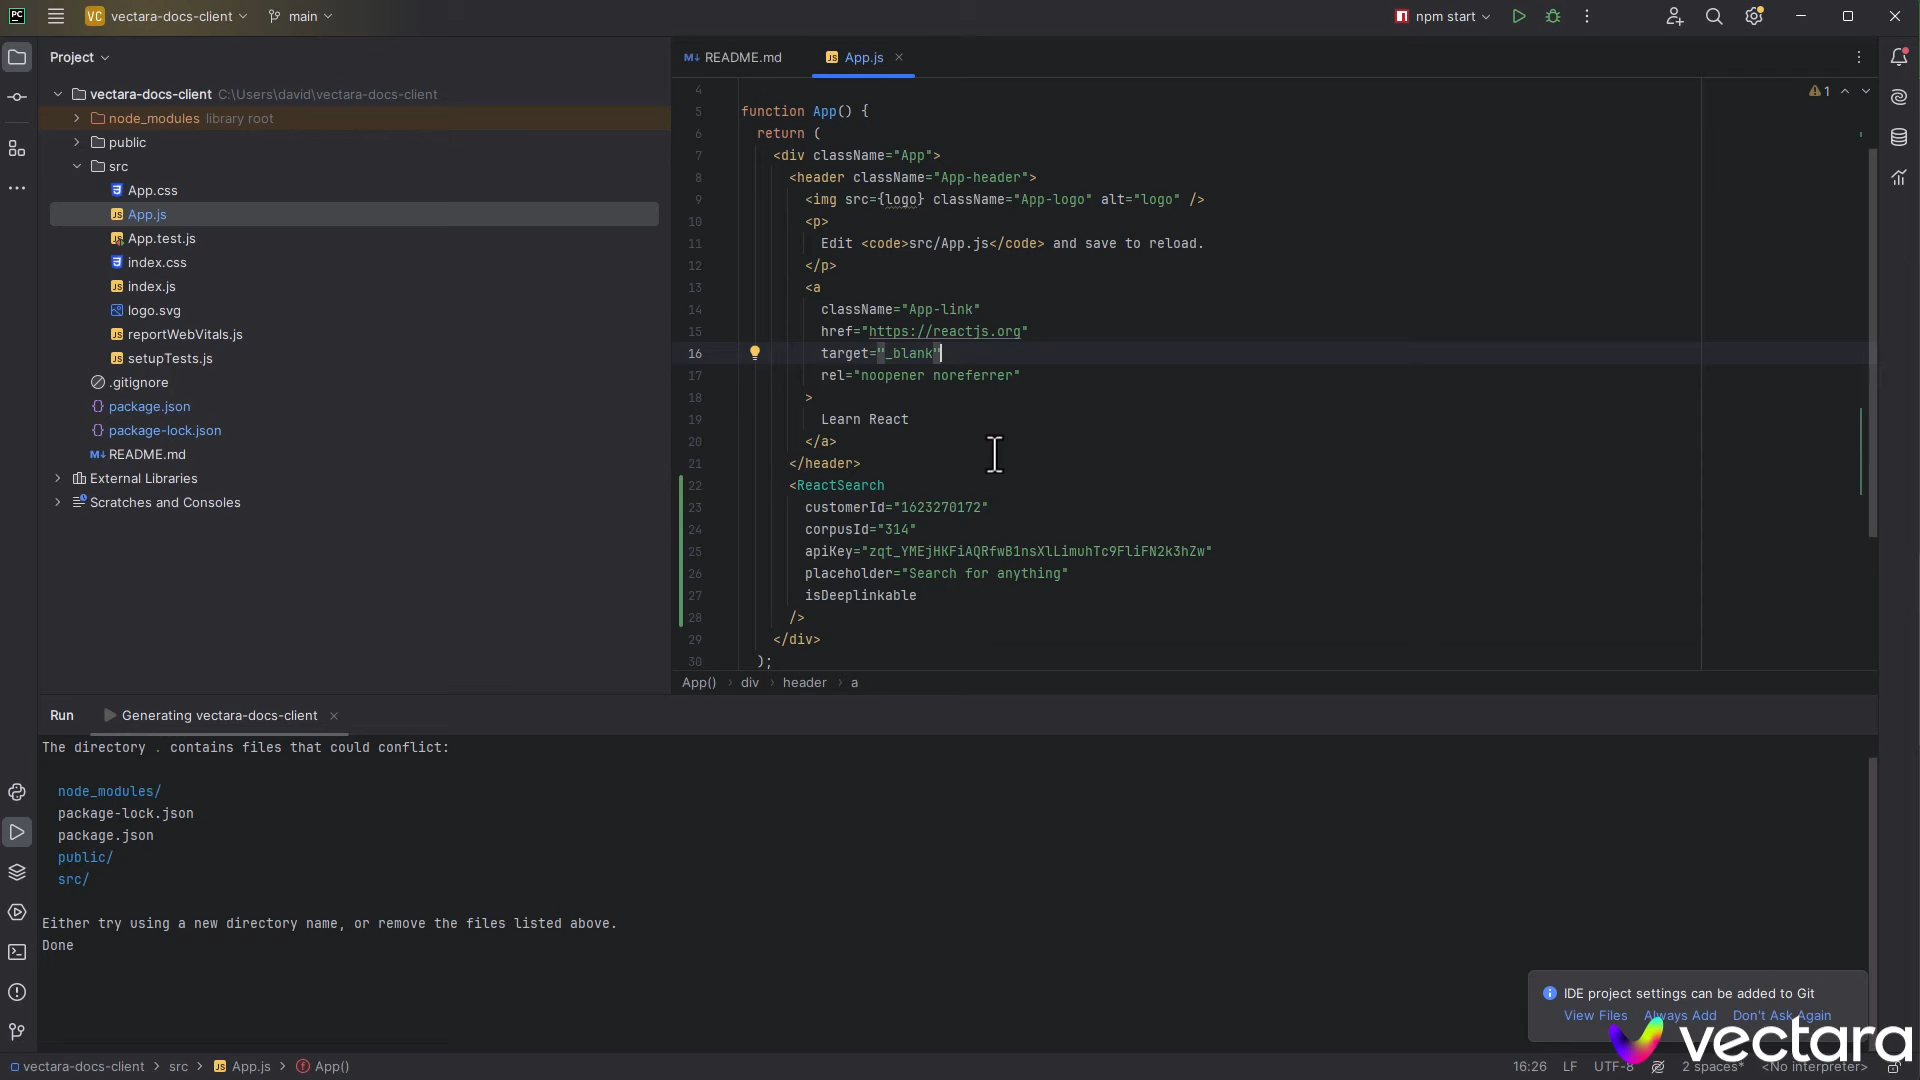 PC
VC vectara-docs-client
main
npm start
Project
README.md
App.js
vectara-docs-client C:\Users\david\vectara-docs-client
node_modules library root
public
src
App.css
App.js
App.test.js
index.css
index.js
logo.svg
reportWebVitals.js
setupTests.js
.gitignore
package.json
package-lock.json
README.md
External Libraries
Scratches and Consoles
4
5 function App() {
6 return (
7 <div className="App">
8 <header className="App-header">
9 <img src={logo} className="App-logo" alt="logo" />
10 <p>
11 Edit <code>src/App.js</code> and save to reload.
12 </p>
13 <a
14 className="App-link"
15 href="https://reactjs.org"
16 target="_blank"
17 rel="noopener noreferrer"
18 >
19 Learn React
20 </a>
21 </header>
22 <ReactSearch
23 customerId="1623270172"
24 corpusId="314"
25 apiKey="zqt_YMEjHKFiAQRfwB1nsXlLimuhTc9FliFN2k3hZw"
26 placeholder="Search for anything"
27 isDeeplinkable
28 />
29 </div>
30 );
1
App() › div › header › a
Run
Generating vectara-docs-client
The directory . contains files that could conflict:
node_modules/
package-lock.json
package.json
public/
src/
Either try using a new directory name, or remove the files listed above.
Done
IDE project settings can be added to Git
View Files Always Add Don't Ask Again
vectara
vectara-docs-client › src › App.js › App()
16:26 LF UTF-8 2 spaces* <No interpreter>